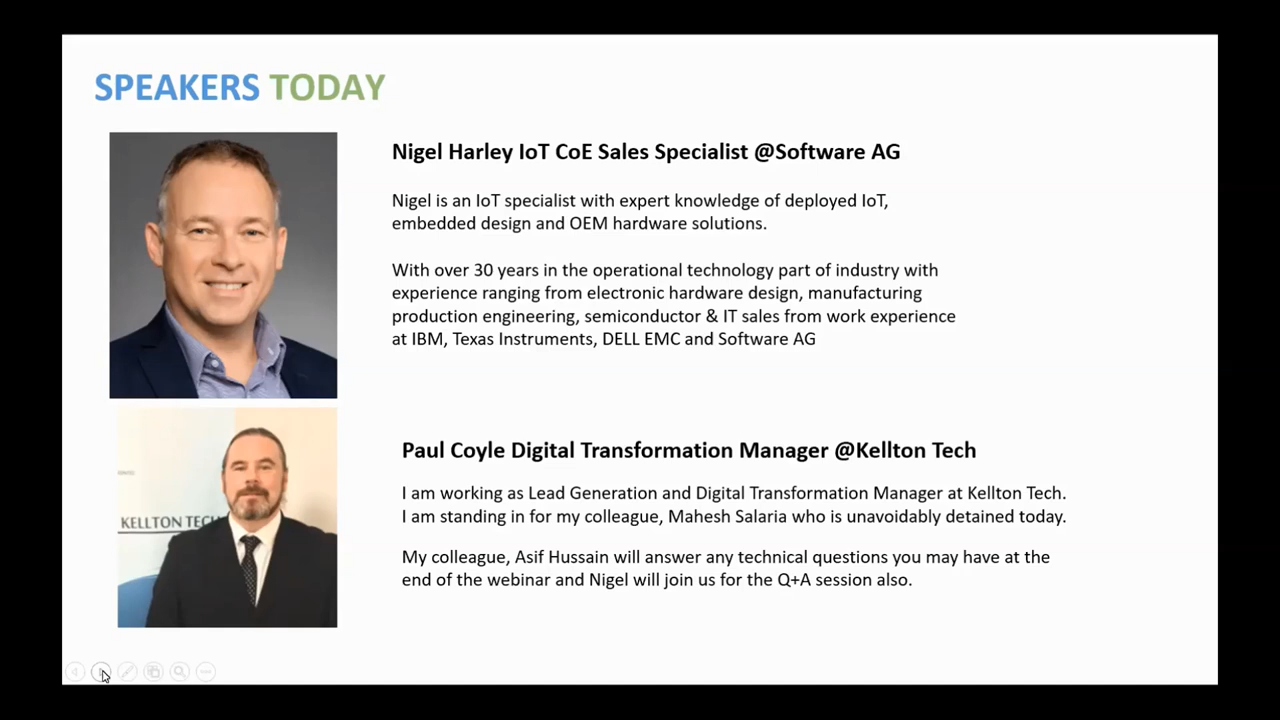 SPEAKERS TODAY
Nigel Harley IoT CoE Sales Specialist @Software AG
Nigel is an IoT specialist with expert knowledge of deployed IoT,
embedded design and OEM hardware solutions.
With over 30 years in the operational technology part of industry with
experience ranging from electronic hardware design, manufacturing
production engineering, semiconductor & IT sales from work experience
at IBM, Texas Instruments, DELL EMC and Software AG
KELLTON TECH
Paul Coyle Digital Transformation Manager @Kellton Tech
I am working as Lead Generation and Digital Transformation Manager at Kellton Tech.
I am standing in for my colleague, Mahesh Salaria who is unavoidably detained today.
My colleague, Asif Hussain will answer any technical questions you may have at the
end of the webinar and Nigel will join us for the Q+A session also.